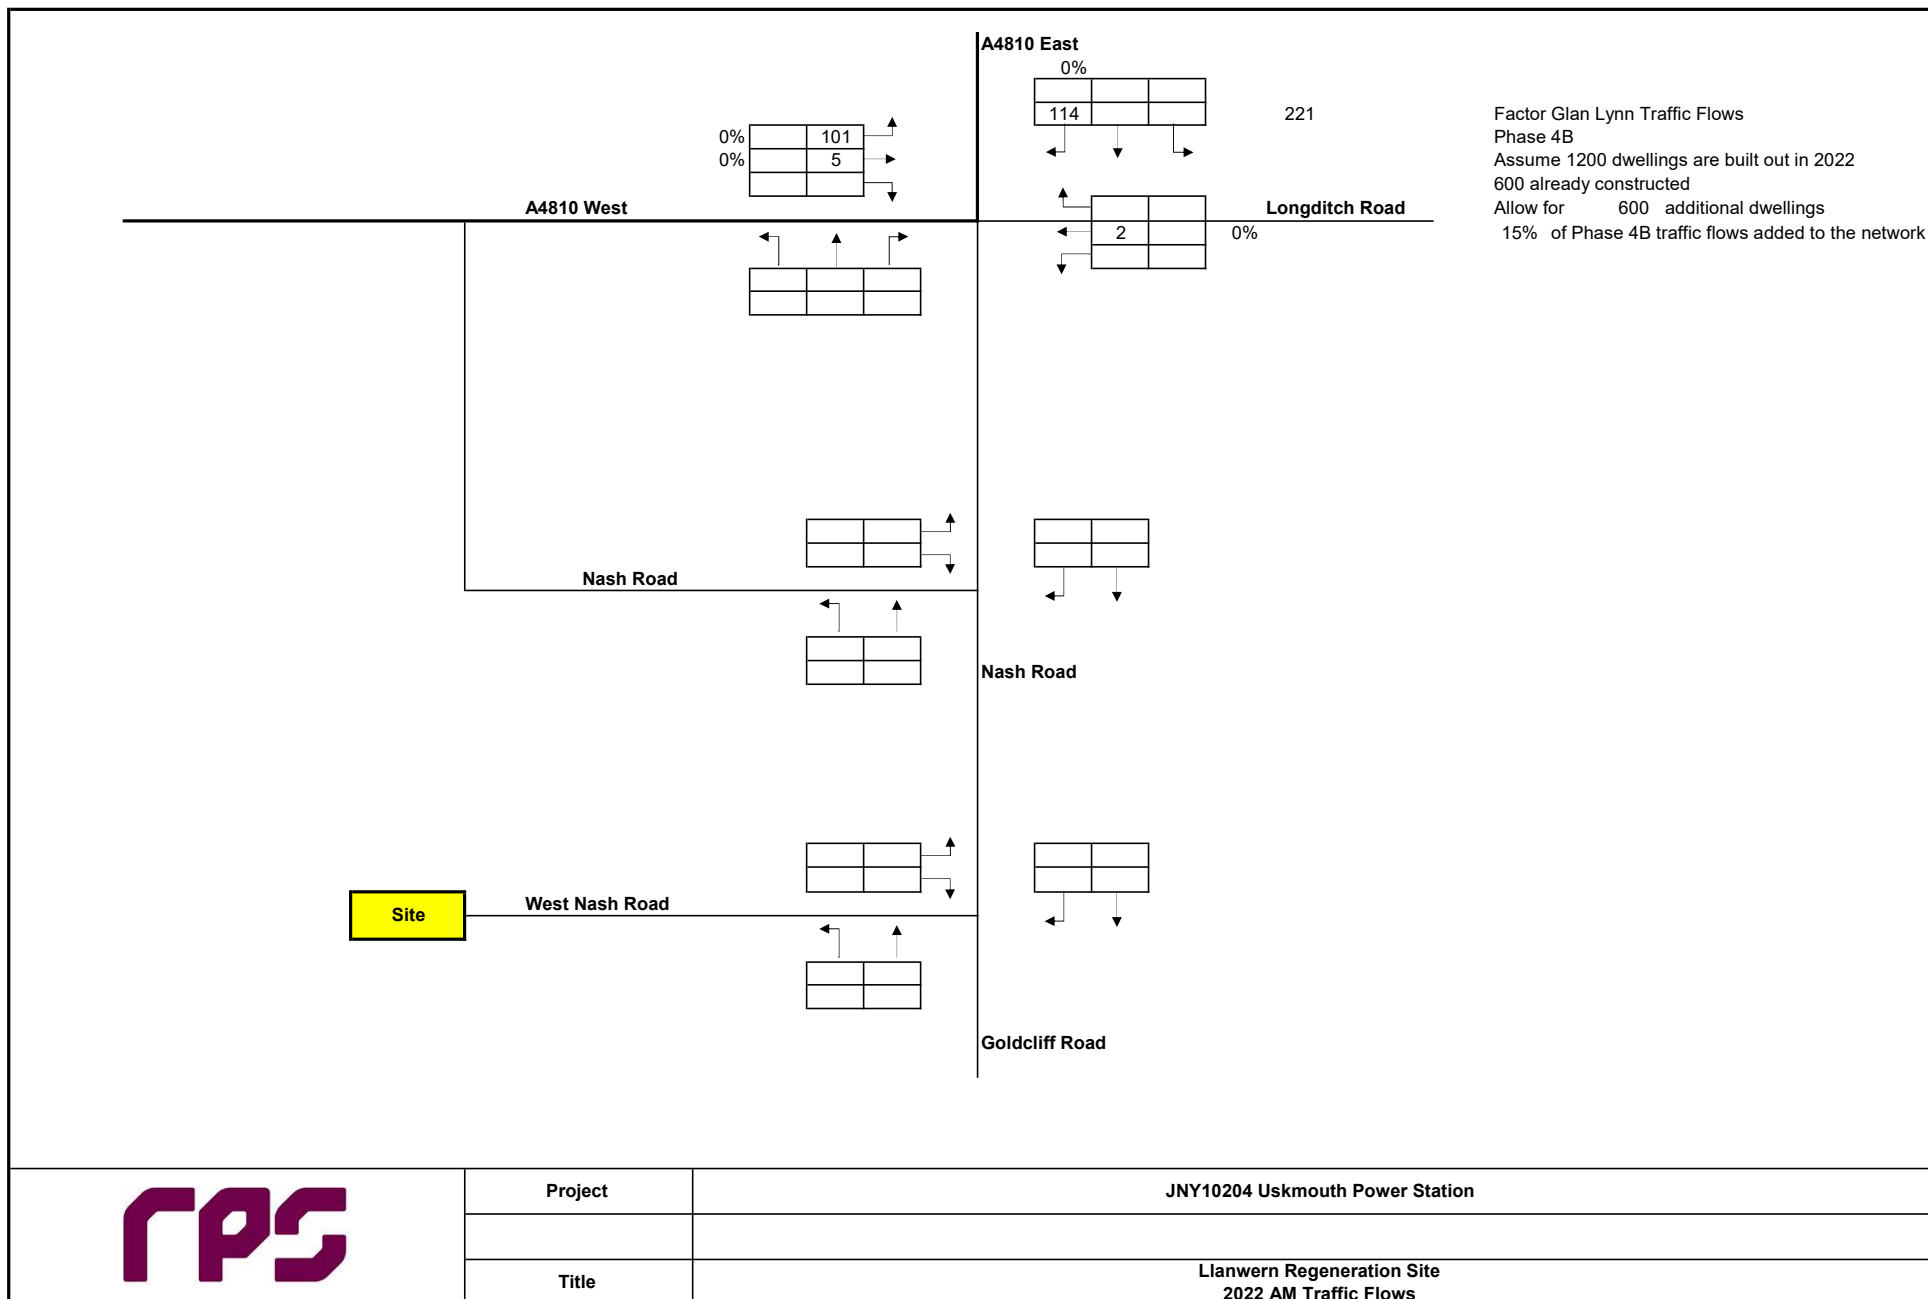 A4810 East
0%
114 221 Factor Glan Lynn Traffic Flows
0% 101 Phase 4B
0% 5 Assume 1200 dwellings are built out in 2022
600 already constructed
A4810 West Longditch Road Allow for 600 additional dwellings
2 0% 15% of Phase 4B traffic flows added to the network
Nash Road
Nash Road
West Nash Road
Site
Goldcliff Road
rps
Project JNY10204 Uskmouth Power Station
Title Llanwern Regeneration Site
2022 AM Traffic Flows